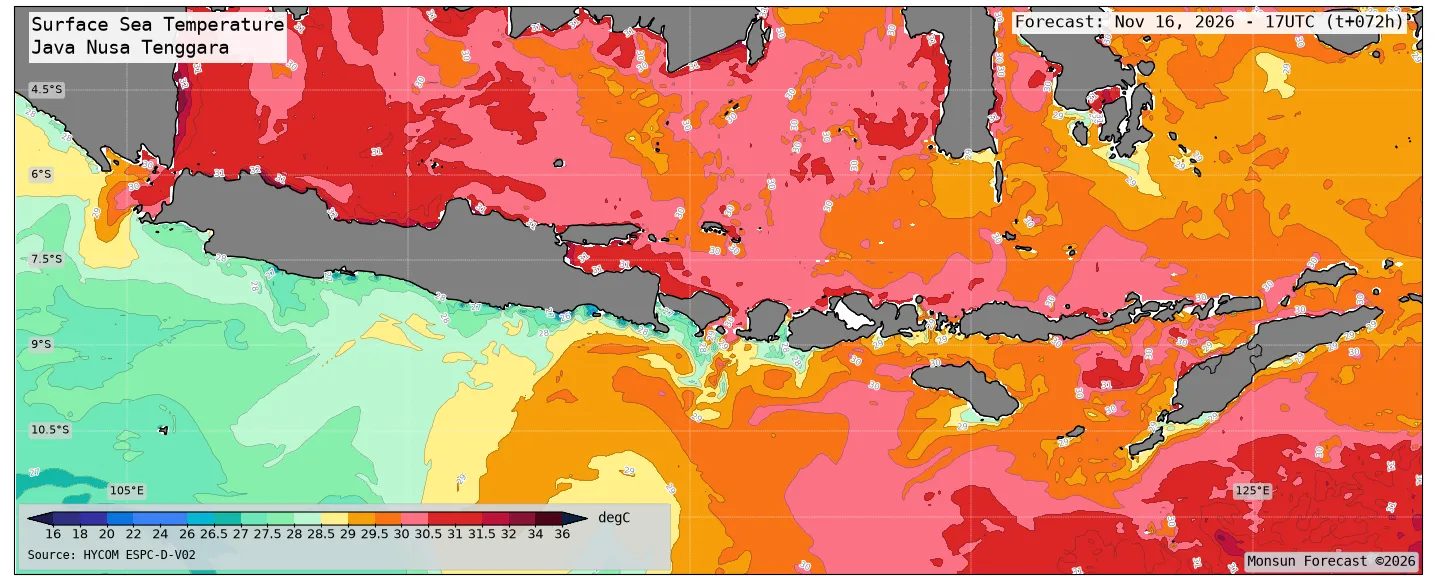 Surface Sea Temperature
Java Nusa Tenggara
Forecast: Nov 16, 2026 - 17UTC (t+072h)
4.5°S
6°S
7.5°S
9°S
10.5°S
105°E
125°E
degC
16 18 20 22 24 26 26.5 27 27.5 28 28.5 29 29.5 30 30.5 31 31.5 32 34 36
Source: HYCOM ESPC-D-V02
Monsun Forecast ©2026